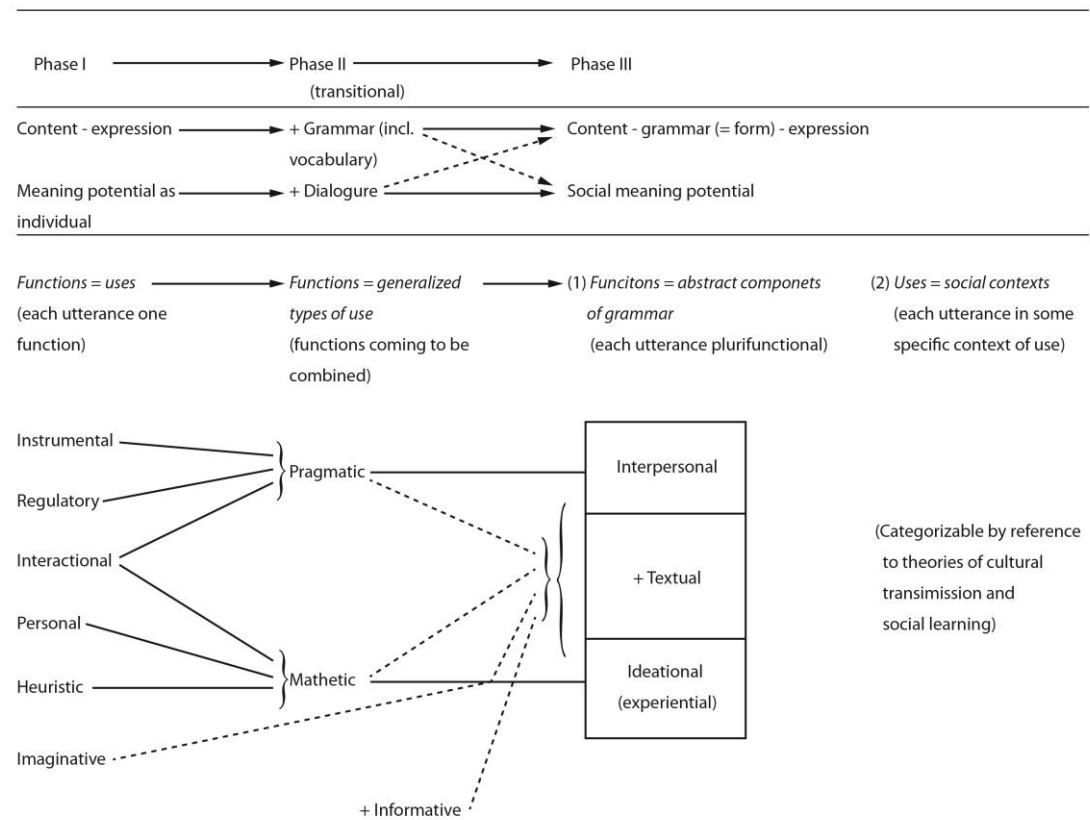 Phase I
Phase II
(transitional)
Phase III
Content - expression
+ Grammar (incl.
vocabulary)
Content - grammar (= form) - expression
Meaning potential as
individual
+ Dialogure
Social meaning potential
Functions = uses
(each utterance one
function)
Functions = generalized
types of use
(functions coming to be
combined)
(1) Funcitons = abstract componets
of grammar
(each utterance plurifunctional)
(2) Uses = social contexts
(each utterance in some
specific context of use)
Instrumental
Regulatory
Interactional
Personal
Heuristic
Imaginative
Pragmatic
Mathetic
+ Informative
Interpersonal
+ Textual
Ideational
(experiential)
(Categorizable by reference
to theories of cultural
transimission and
social learning)